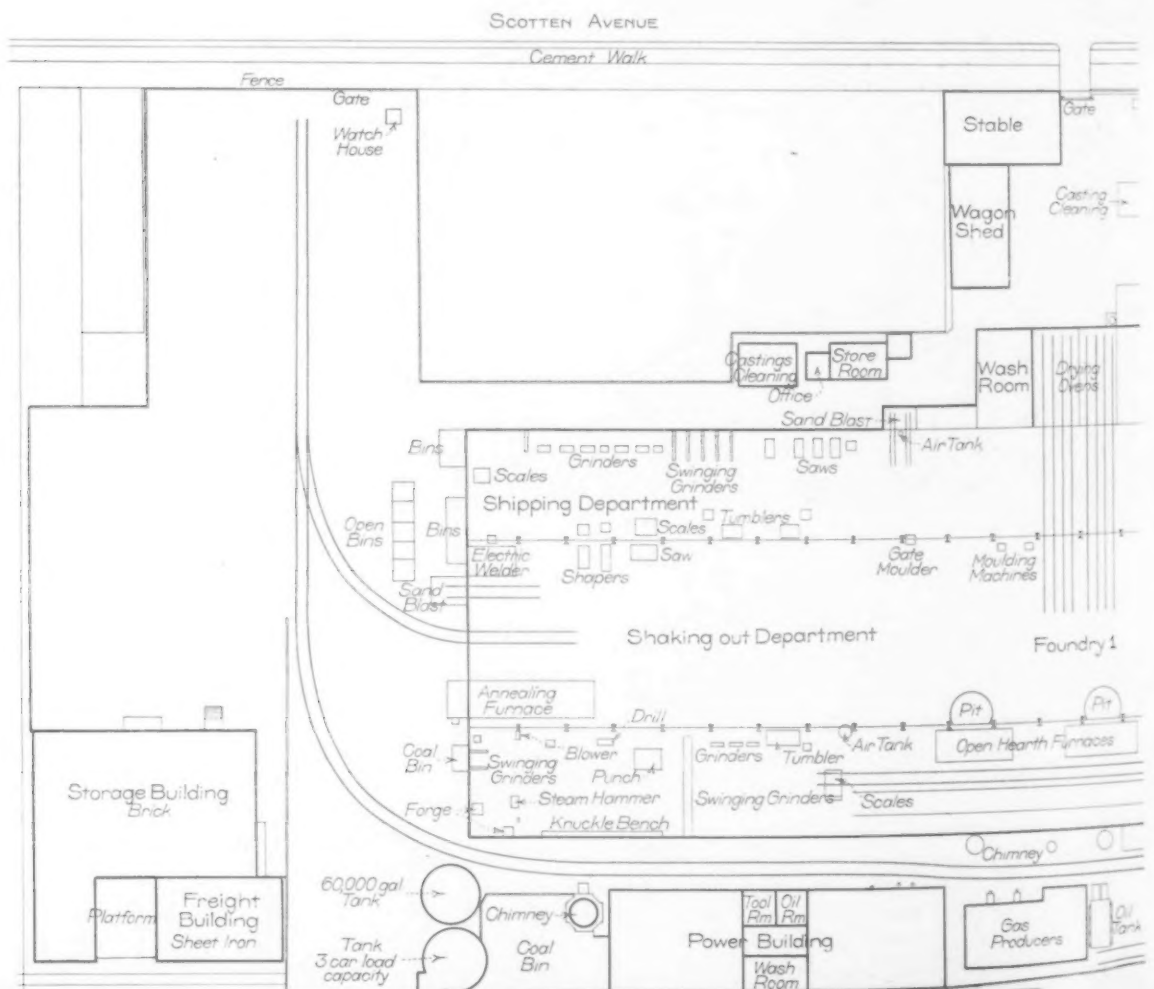 SCOTTEN AVENUE
Cement Walk
Fence
Gate
Watch
House
Stable
Gate
Wagon
Shed
Casting
Cleaning
Castings
Cleaning
Office
Store
Room
Wash
Room
Drying
Ovens
Sand Blast
Air Tank
Bins
Scales
Grinders
Swinging
Grinders
Saws
Shipping Department
Open
Bins
Bins
Scales
Tumblers
Electric
Welder
Shapers
Saw
Gate
Moulder
Moulding
Machines
Sand
Blast
Shaking out Department
Foundry 1
Annealing
Furnace
Drill
Pit
Pit
Coal
Bin
Swinging
Grinders
Blower
Punch
Grinders
Tumbler
Air Tank
Open Hearth Furnaces
Storage Building
Brick
Forge
Steam Hammer
Knuckle Bench
Swinging Grinders
Scales
Chimney
Platform
Freight
Building
Sheet Iron
60,000 gal
Tank
Tank
3 car load
capacity
Chimney
Coal
Bin
Tool
Rm
Oil
Rm
Power Building
Wash
Room
Gas
Producers
Oil
Tank